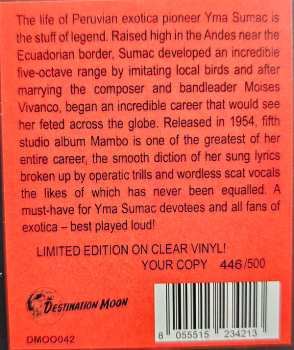 The life of Peruvian exotica pioneer Yma Sumac is
the stuff of legend. Raised high in the Andes near the
Ecuadorian border, Sumac developed an incredible
five-octave range by imitating local birds and after
marrying the composer and bandleader Moises
Vivanco, began an incredible career that would see
her feted across the globe. Released in 1954, fifth
studio album Mambo is one of the greatest of her
entire career, the smooth diction of her sung lyrics
broken up by operatic trills and wordless scat vocals
the likes of which has never been equalled. A
must-have for Yma Sumac devotees and all fans of
exotica – best played loud!
LIMITED EDITION ON CLEAR VINYL!
YOUR COPY 446/500
DESTINATION MOON
DMOO042
8 055515 234213